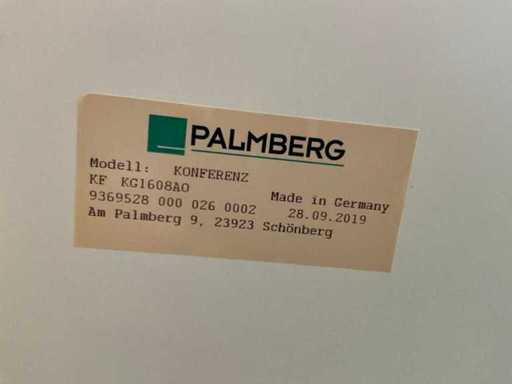 PALMBERG
Modell: KONFERENZ
KF KG1608AO
Made in Germany
9369528 000 026 0002
28.09.2019
Am Palmberg 9, 23923 Schönberg